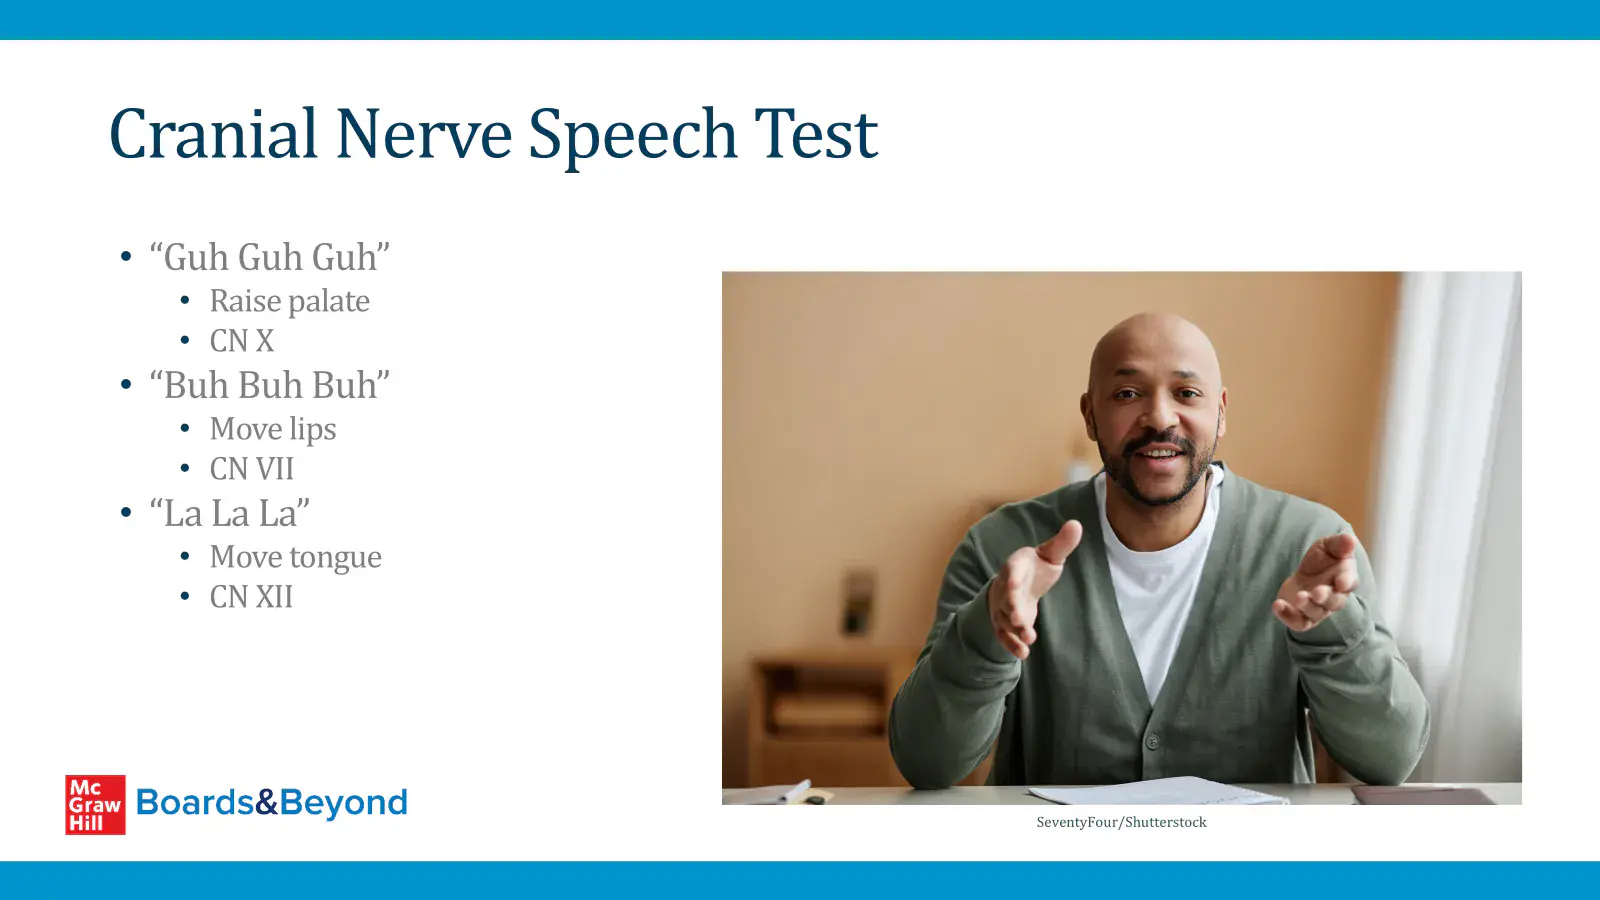 Cranial Nerve Speech Test
• “Guh Guh Guh”
• Raise palate
• CN X
• “Buh Buh Buh”
• Move lips
• CN VII
• “La La La”
• Move tongue
• CN XII
Mc
Graw
Hill
Boards&Beyond
SeventyFour/Shutterstock